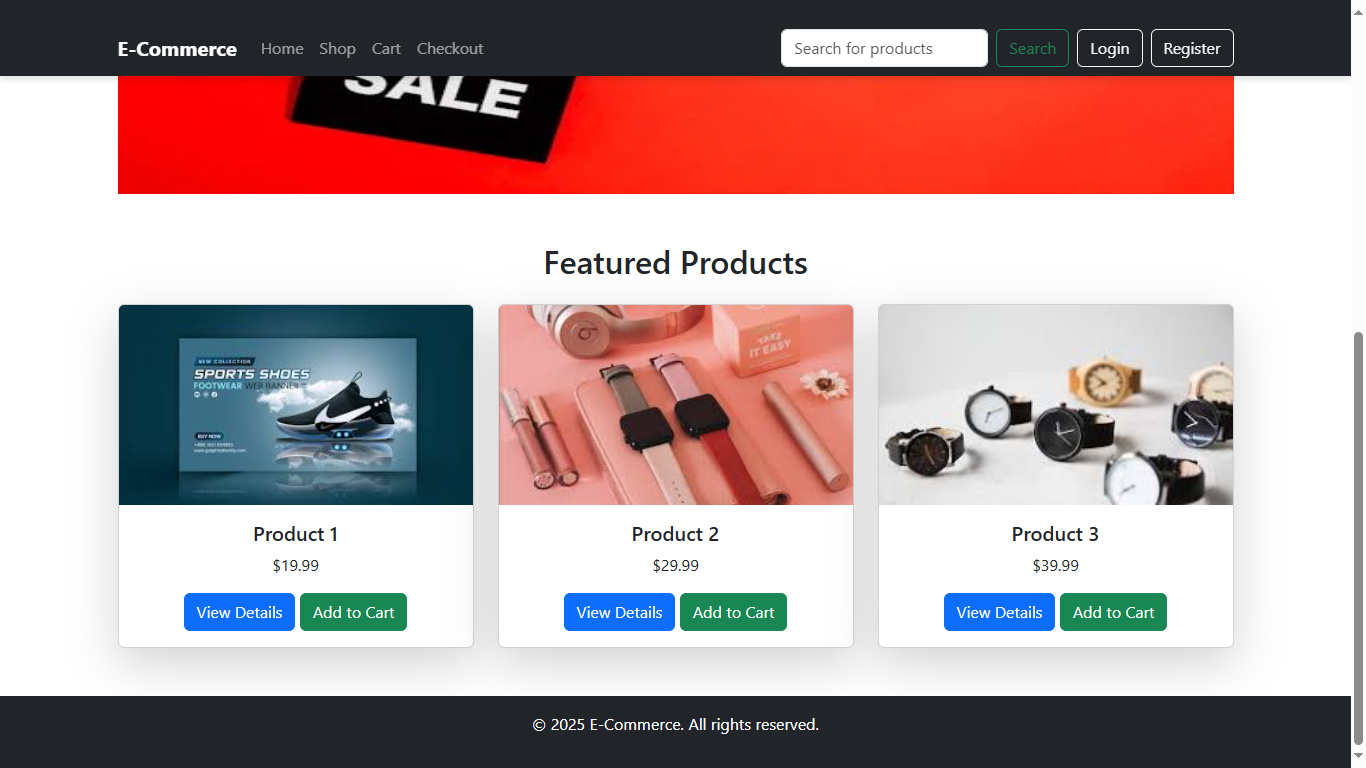 E-Commerce Home Shop Cart Checkout Search for products Search Login Register
SALE
Featured Products
NEW COLLECTION
SPORTS SHOES
FOOTWEAR WEB BANNER
BUY NOW
TAKE
IT EASY
Product 1
$19.99
View Details Add to Cart
Product 2
$29.99
View Details Add to Cart
Product 3
$39.99
View Details Add to Cart
© 2025 E-Commerce. All rights reserved.